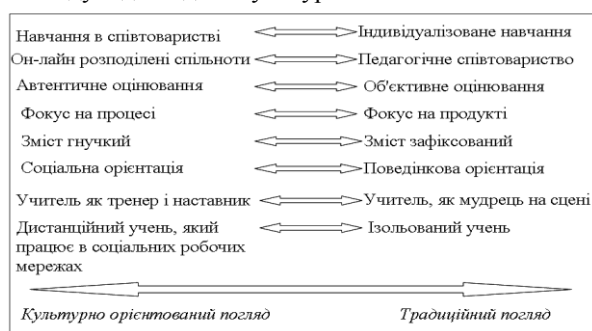 Навчання в співтоваристві Індивідуалізоване навчання
Он-лайн розподілені спільноти Педагогічне співтовариство
Автентичне оцінювання Об'єктивне оцінювання
Фокус на процесі Фокус на продукті
Зміст гнучкий Зміст зафіксований
Соціальна орієнтація Поведінкова орієнтація
Учитель як тренер і наставник Учитель, як мудрець на сцені
Дистанційний учень, який Ізольований учень
працює в соціальних робочих
мережах
Культурно орієнтований погляд Традиційний погляд